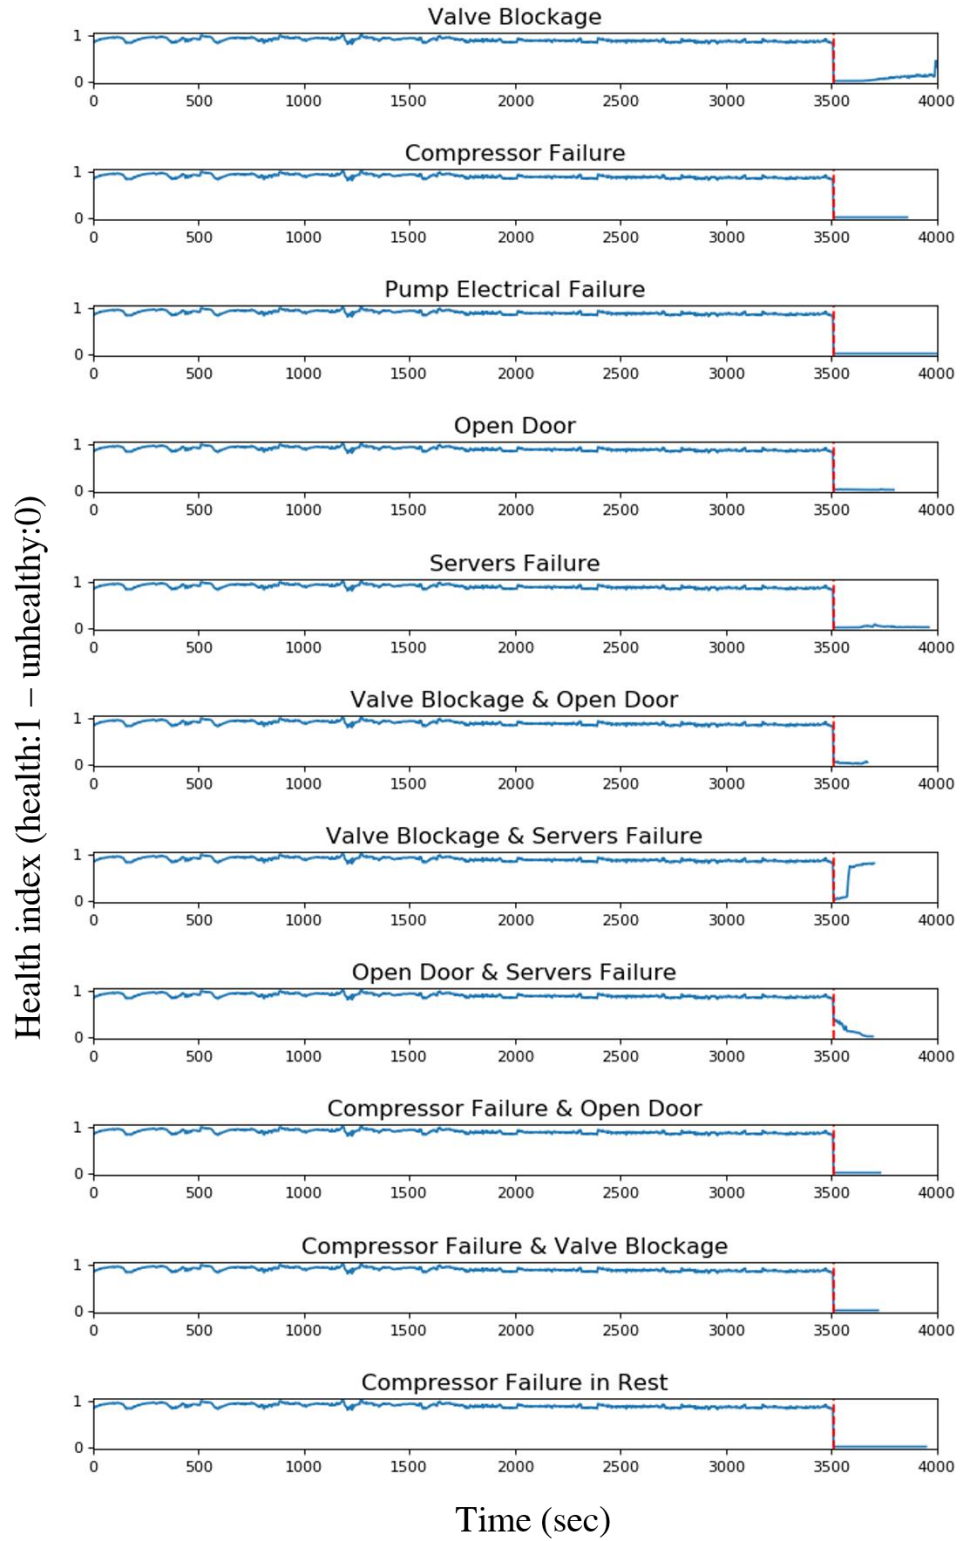 Valve Blockage
1
0
0 500 1000 1500 2000 2500 3000 3500 4000
Compressor Failure
1
0
0 500 1000 1500 2000 2500 3000 3500 4000
Pump Electrical Failure
1
0
0 500 1000 1500 2000 2500 3000 3500 4000
Open Door
1
0
0 500 1000 1500 2000 2500 3000 3500 4000
Servers Failure
1
0
0 500 1000 1500 2000 2500 3000 3500 4000
Valve Blockage & Open Door
1
0
0 500 1000 1500 2000 2500 3000 3500 4000
Valve Blockage & Servers Failure
1
0
0 500 1000 1500 2000 2500 3000 3500 4000
Open Door & Servers Failure
1
0
0 500 1000 1500 2000 2500 3000 3500 4000
Compressor Failure & Open Door
1
0
0 500 1000 1500 2000 2500 3000 3500 4000
Compressor Failure & Valve Blockage
1
0
0 500 1000 1500 2000 2500 3000 3500 4000
Compressor Failure in Rest
1
0
0 500 1000 1500 2000 2500 3000 3500 4000
Time (sec)
Health index (health:1 – unhealthy:0)